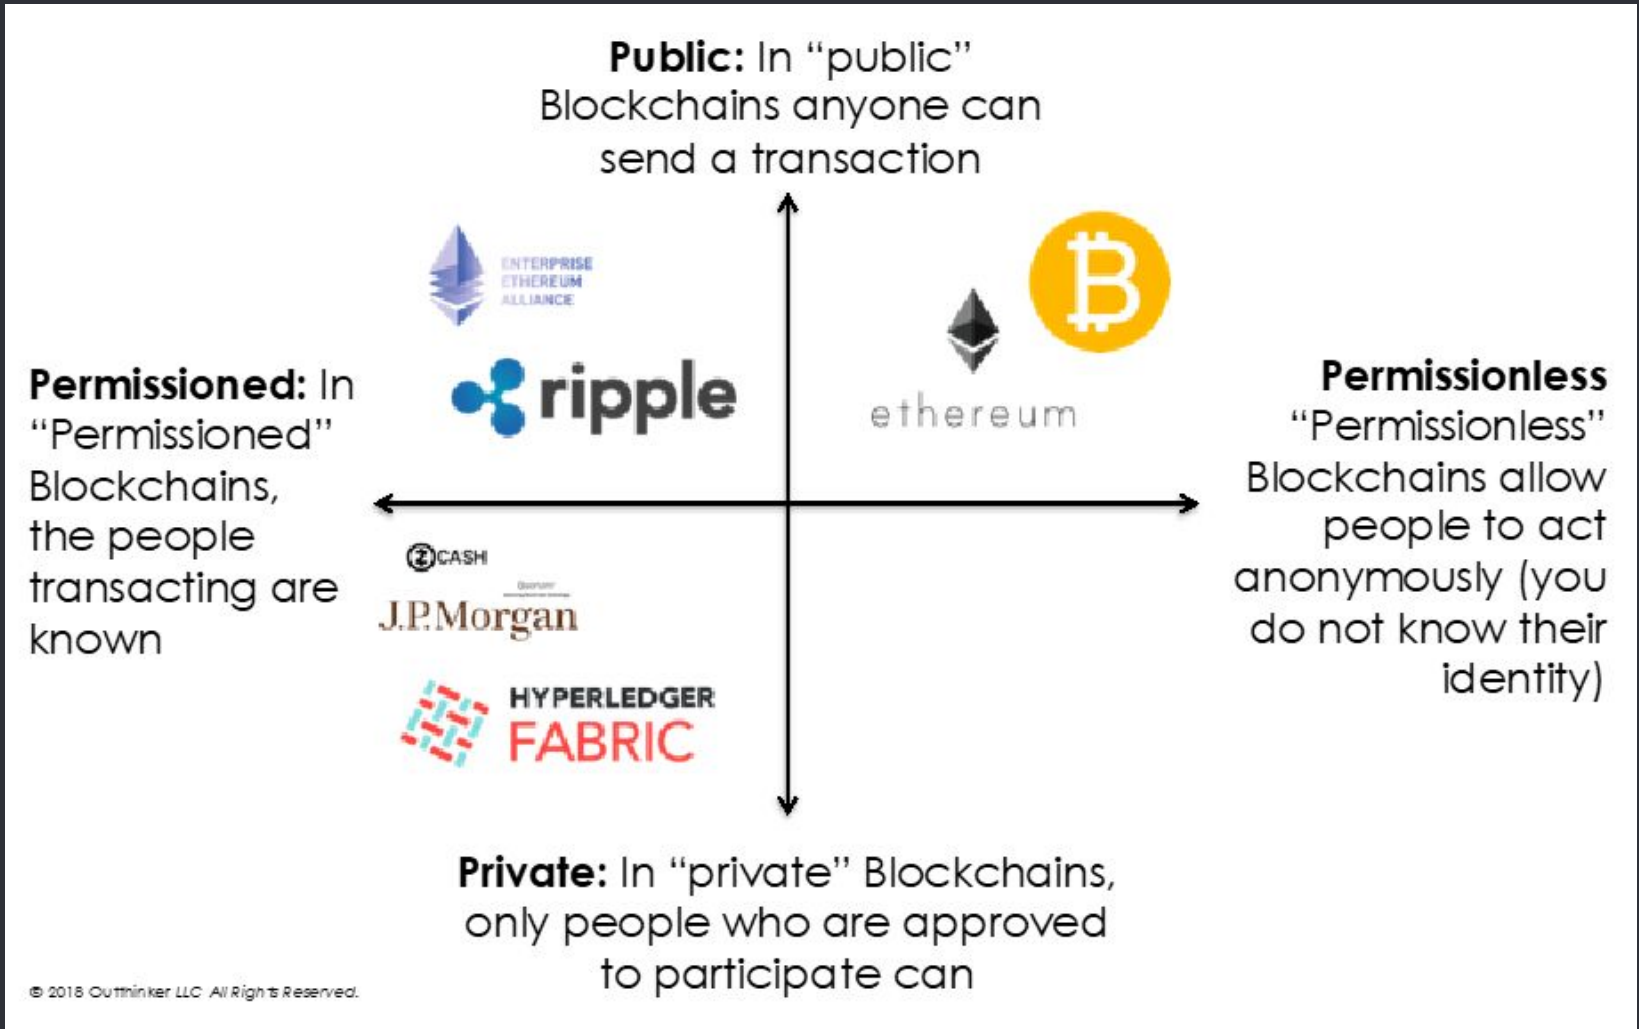 Public: In “public”
Blockchains anyone can
send a transaction
ENTERPRISE
ETHEREUM
ALLIANCE
ripple
ethereum
Permissioned: In
“Permissioned”
Blockchains,
the people
transacting are
known
Permissionless
“Permissionless”
Blockchains allow
people to act
anonymously (you
do not know their
identity)
ZCASH
Quorum
J.P.Morgan
HYPERLEDGER
FABRIC
Private: In “private” Blockchains,
only people who are approved
to participate can
© 2018 Outthinker LLC All Rights Reserved.